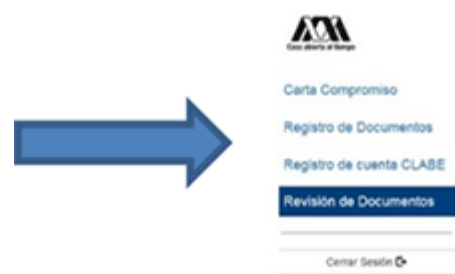 Casa abierta al tiempo
Carta Compromiso
Registro de Documentos
Registro de cuenta CLABE
Revisión de Documentos
Cerrar Sesión